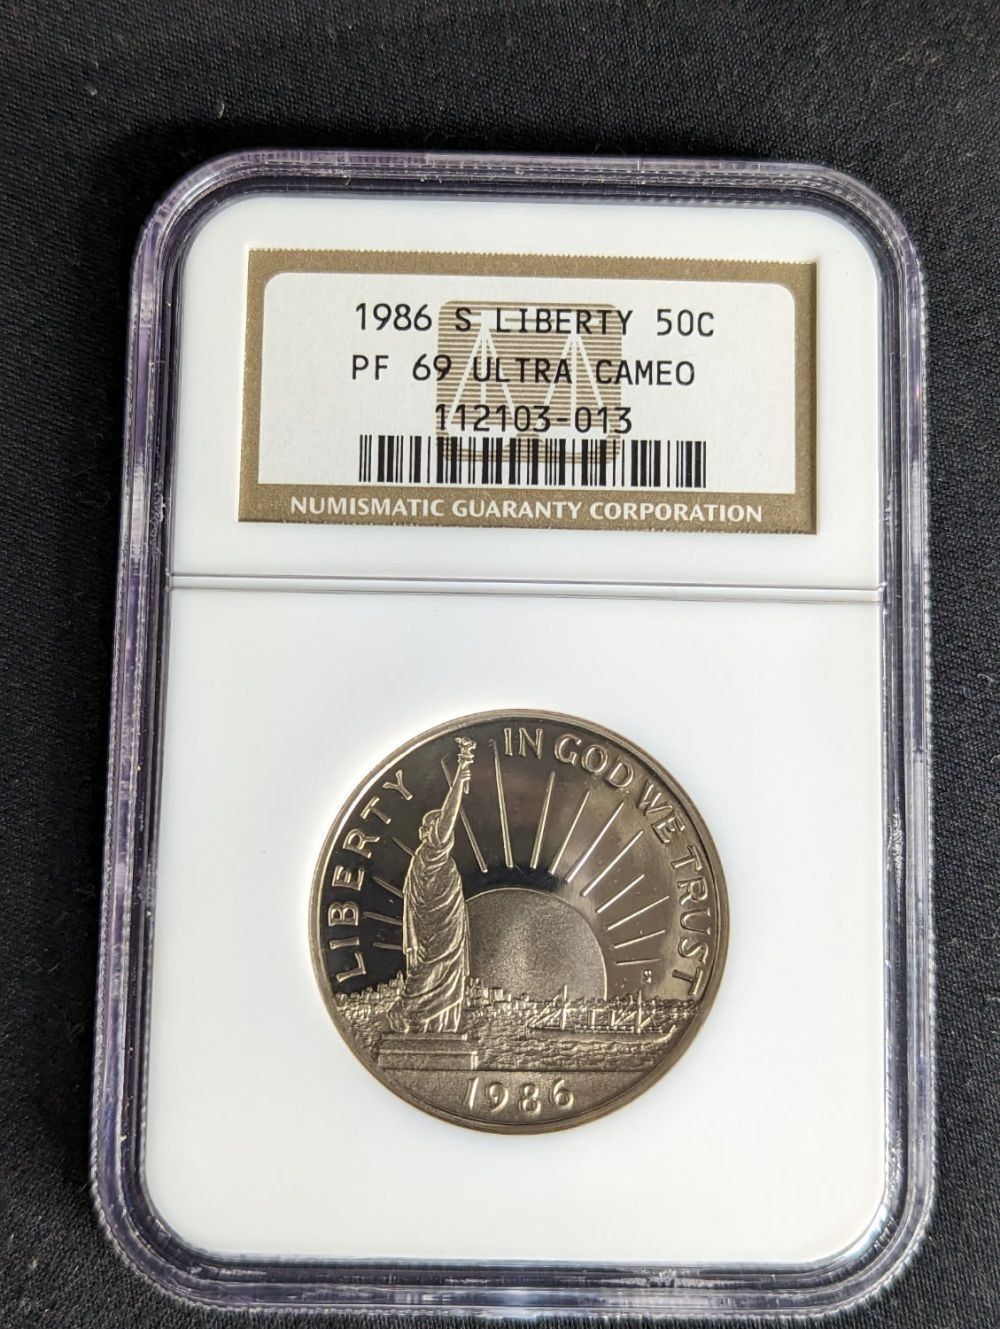 1986 S LIBERTY 50C
PF 69 ULTRA CAMEO
112103-013
NUMISMATIC GUARANTY CORPORATION
LIBERTY
IN GOD WE TRUST
1986